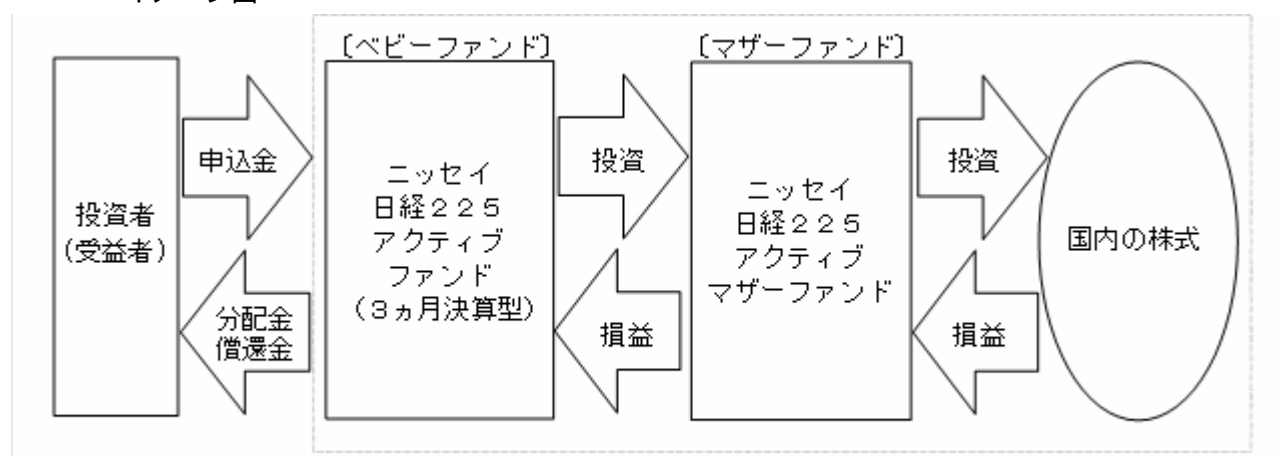 〔ベビーファンド〕
〔マザーファンド〕
投資者
(受益者)
申込金
分配金
償還金
ニッセイ
日経２２５
アクティブ
ファンド
(３ヵ月決算型)
投資
損益
ニッセイ
日経２２５
アクティブ
マザーファンド
投資
損益
国内の株式